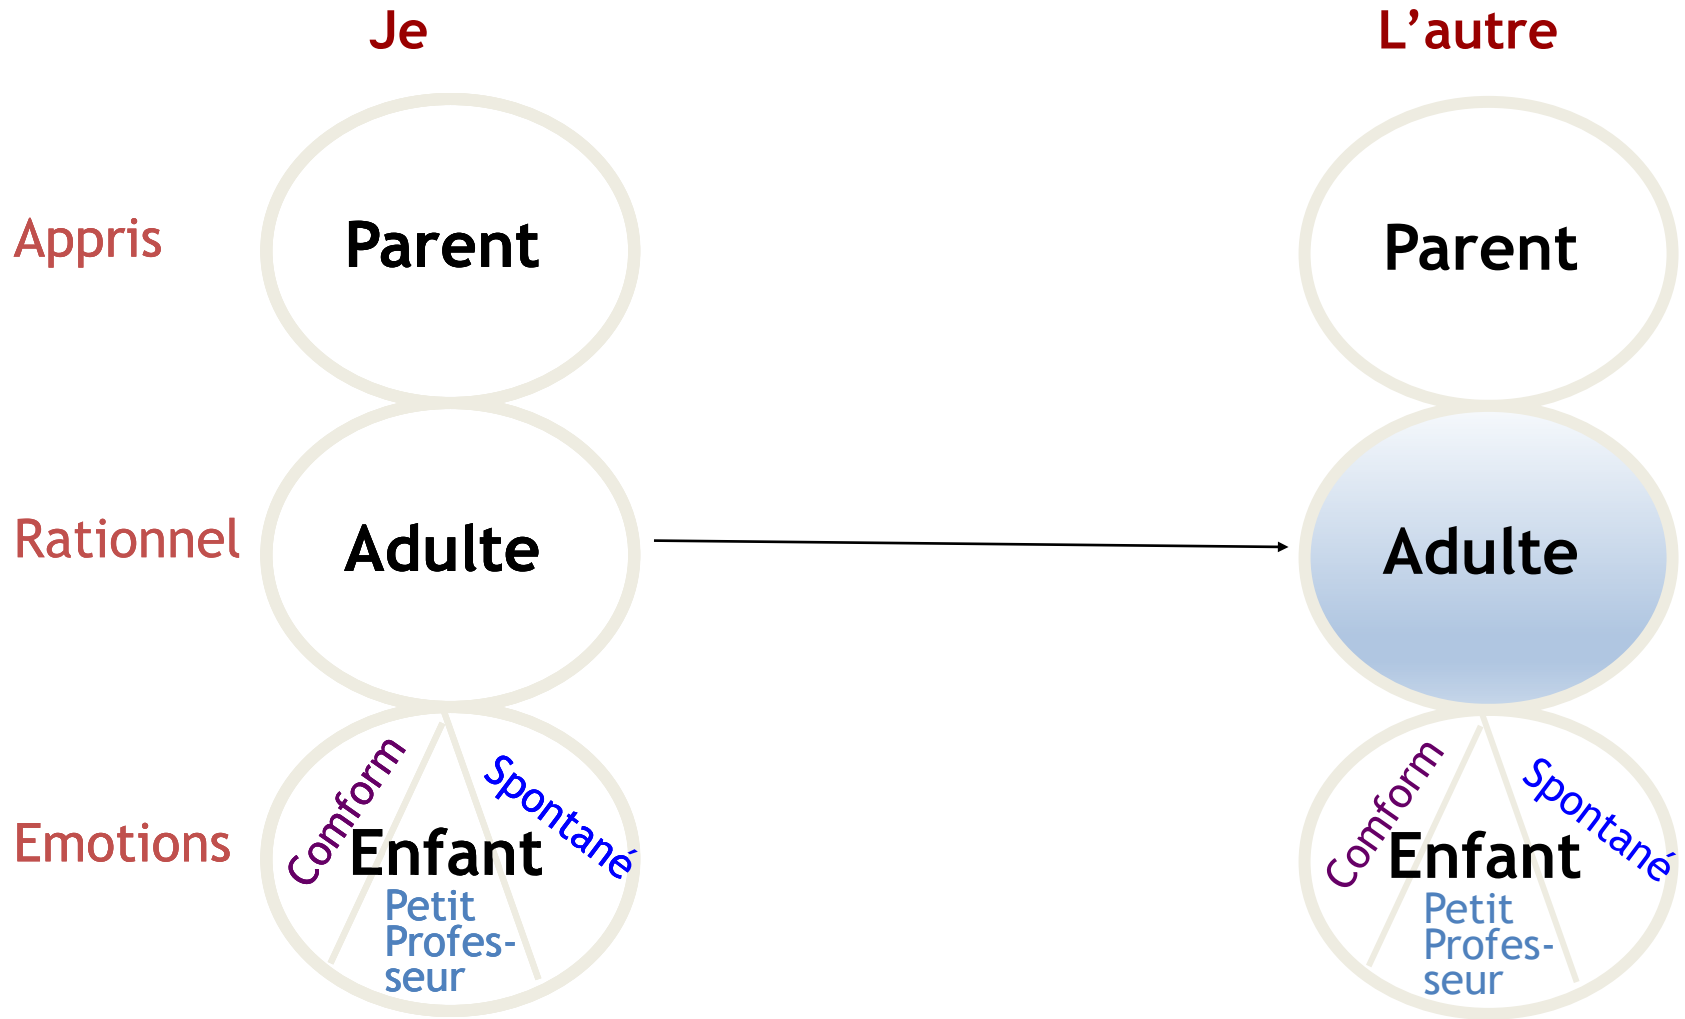 Je
L’autre
Appris
Parent
Parent
Rationnel
Adulte
Adulte
Emotions
Comform
Spontané
Enfant
Petit
Profes-
seur
Comform
Spontané
Enfant
Petit
Profes-
seur